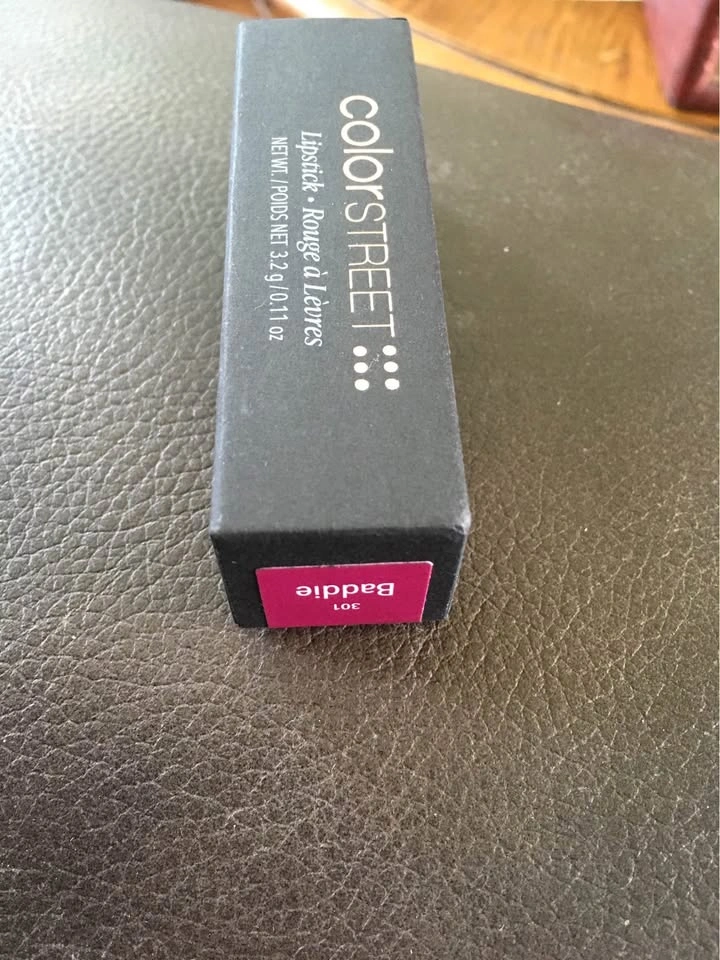 colorSTREET
Lipstick • Rouge à Lèvres
NET WT. / POIDS NET 3.2 g / 0.11 oz
301
Baddie